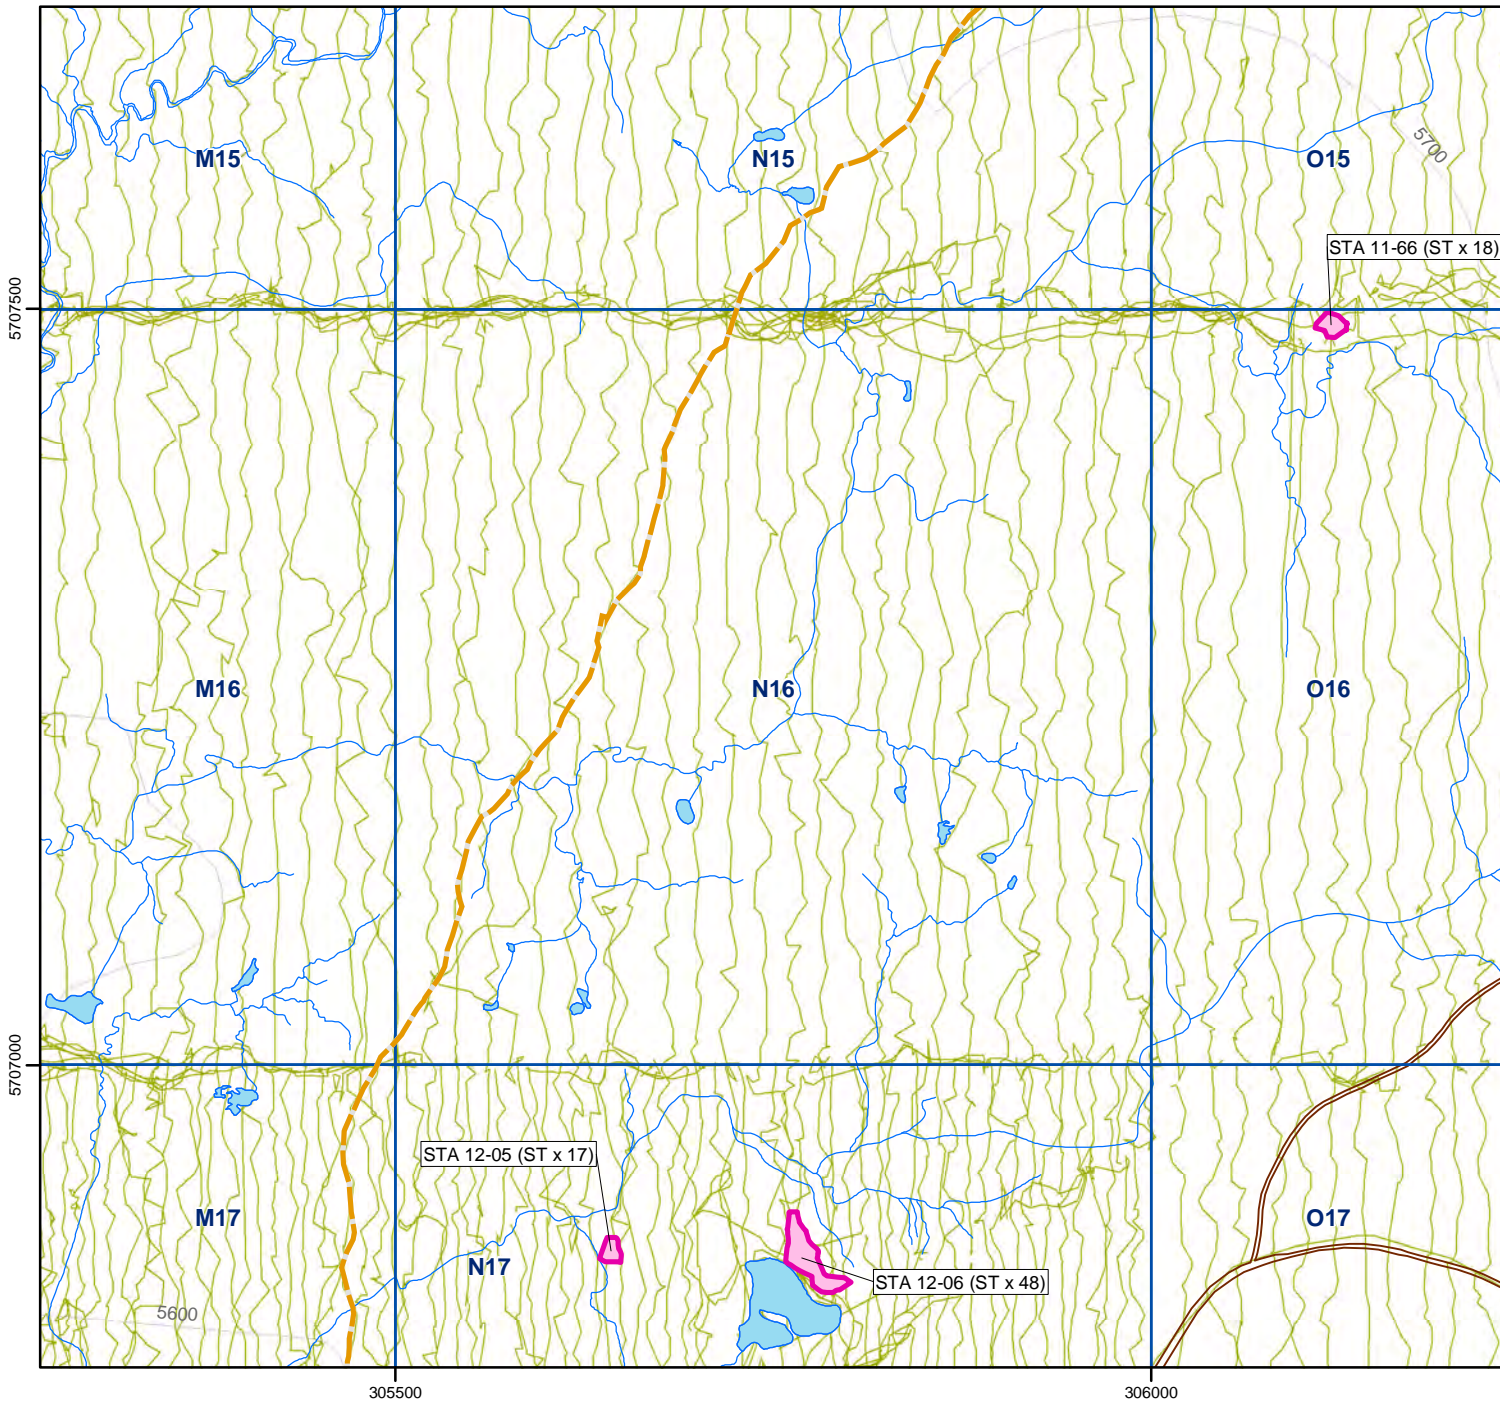 M15
N15
O15
5700
STA 11-66 (ST x 18)
5707500
M16
N16
O16
5707000
STA 12-05 (ST x 17)
M17
N17
O17
STA 12-06 (ST x 48)
5600
305500
306000